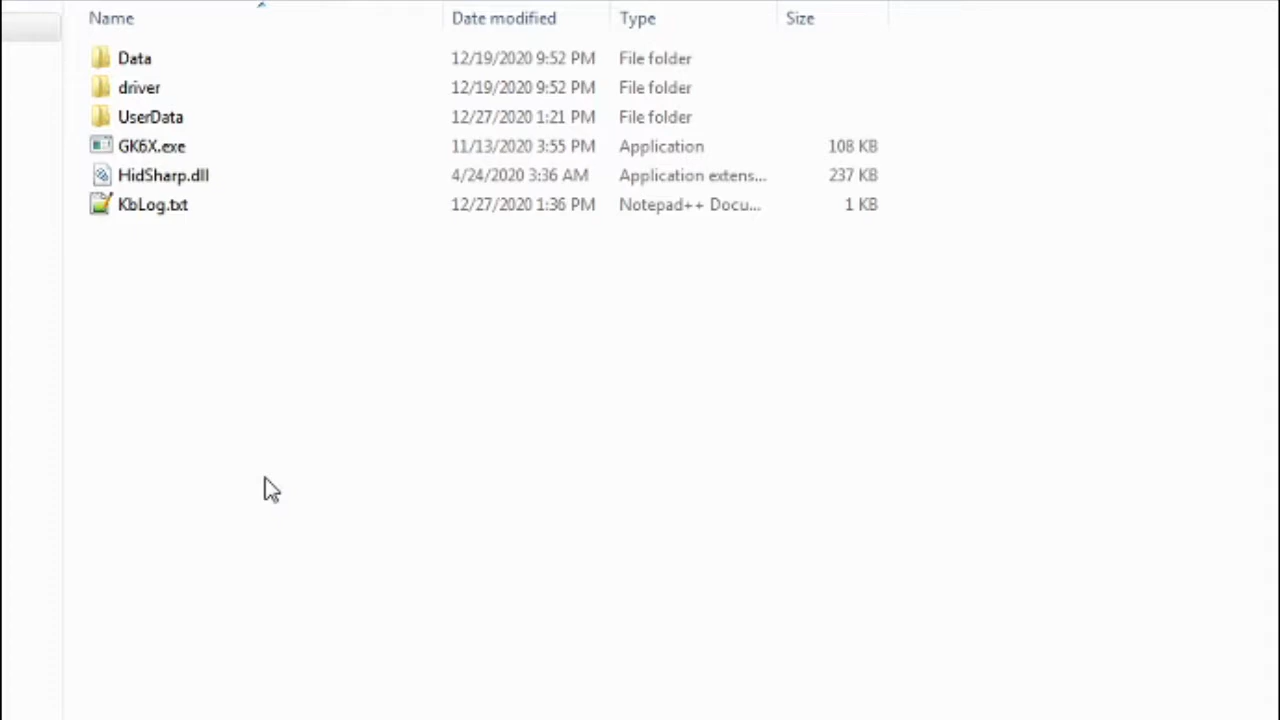 Name Date modified Type Size
Data 12/19/2020 9:52 PM File folder
driver 12/19/2020 9:52 PM File folder
UserData 12/27/2020 1:21 PM File folder
GK6X.exe 11/13/2020 3:55 PM Application 108 KB
HidSharp.dll 4/24/2020 3:36 AM Application extens... 237 KB
KbLog.txt 12/27/2020 1:36 PM Notepad++ Docu... 1 KB